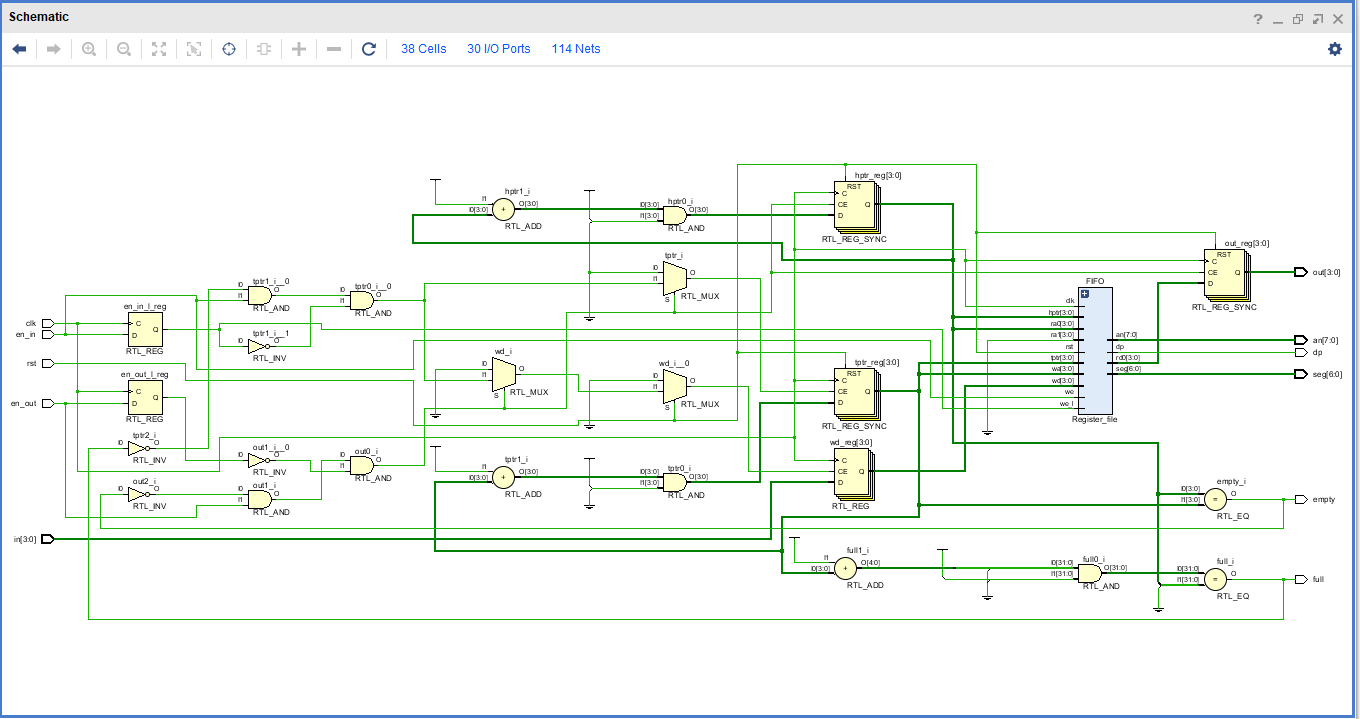 Schematic
38 Cells 30 I/O Ports 114 Nets
hptr1_i
I1
I0[3:0]
+
O[3:0]
RTL_ADD
hptr0_i
I0[3:0]
I1[3:0]
O[3:0]
RTL_AND
hptr_reg[3:0]
RST
C
CE
D
Q
RTL_REG_SYNC
out_reg[3:0]
RST
C
CE
D
Q
RTL_REG_SYNC
out[3:0]
tptr_i
I0
I1
S
O
RTL_MUX
tptr1_i__0
I0
I1
O
RTL_AND
tptr0_i__0
I0
I1
O
RTL_AND
en_in_l_reg
C
D
Q
RTL_REG
tptr1_i__1
I0
O
RTL_INV
clk
en_in
rst
en_out
en_out_l_reg
C
D
Q
RTL_REG
wd_i
I0
I1
S
O
RTL_MUX
wd_i__0
I0
I1
S
O
RTL_MUX
tptr_reg[3:0]
RST
C
CE
D
Q
RTL_REG_SYNC
FIFO
clk
hptr[3:0]
ra0[3:0]
ra1[3:0]
rst
tptr[3:0]
wa[3:0]
wd[3:0]
we
we_l
an[7:0]
dp
rd0[3:0]
seg[6:0]
Register_file
an[7:0]
dp
seg[6:0]
tptr2_i
I0
O
RTL_INV
out1_i__0
I0
O
RTL_INV
out0_i
I0
I1
O
RTL_AND
out2_i
I0
O
RTL_INV
out1_i
I0
I1
O
RTL_AND
tptr1_i
I1
I0[3:0]
+
O[3:0]
RTL_ADD
tptr0_i
I0[3:0]
I1[3:0]
O[3:0]
RTL_AND
wd_reg[3:0]
C
CE
D
Q
RTL_REG
empty_i
I0[3:0]
I1[3:0]
=
O
RTL_EQ
empty
in[3:0]
full1_i
I1
I0[3:0]
+
O[4:0]
RTL_ADD
full0_i
I0[31:0]
I1[31:0]
O[31:0]
RTL_AND
full_i
I0[31:0]
I1[31:0]
=
O
RTL_EQ
full